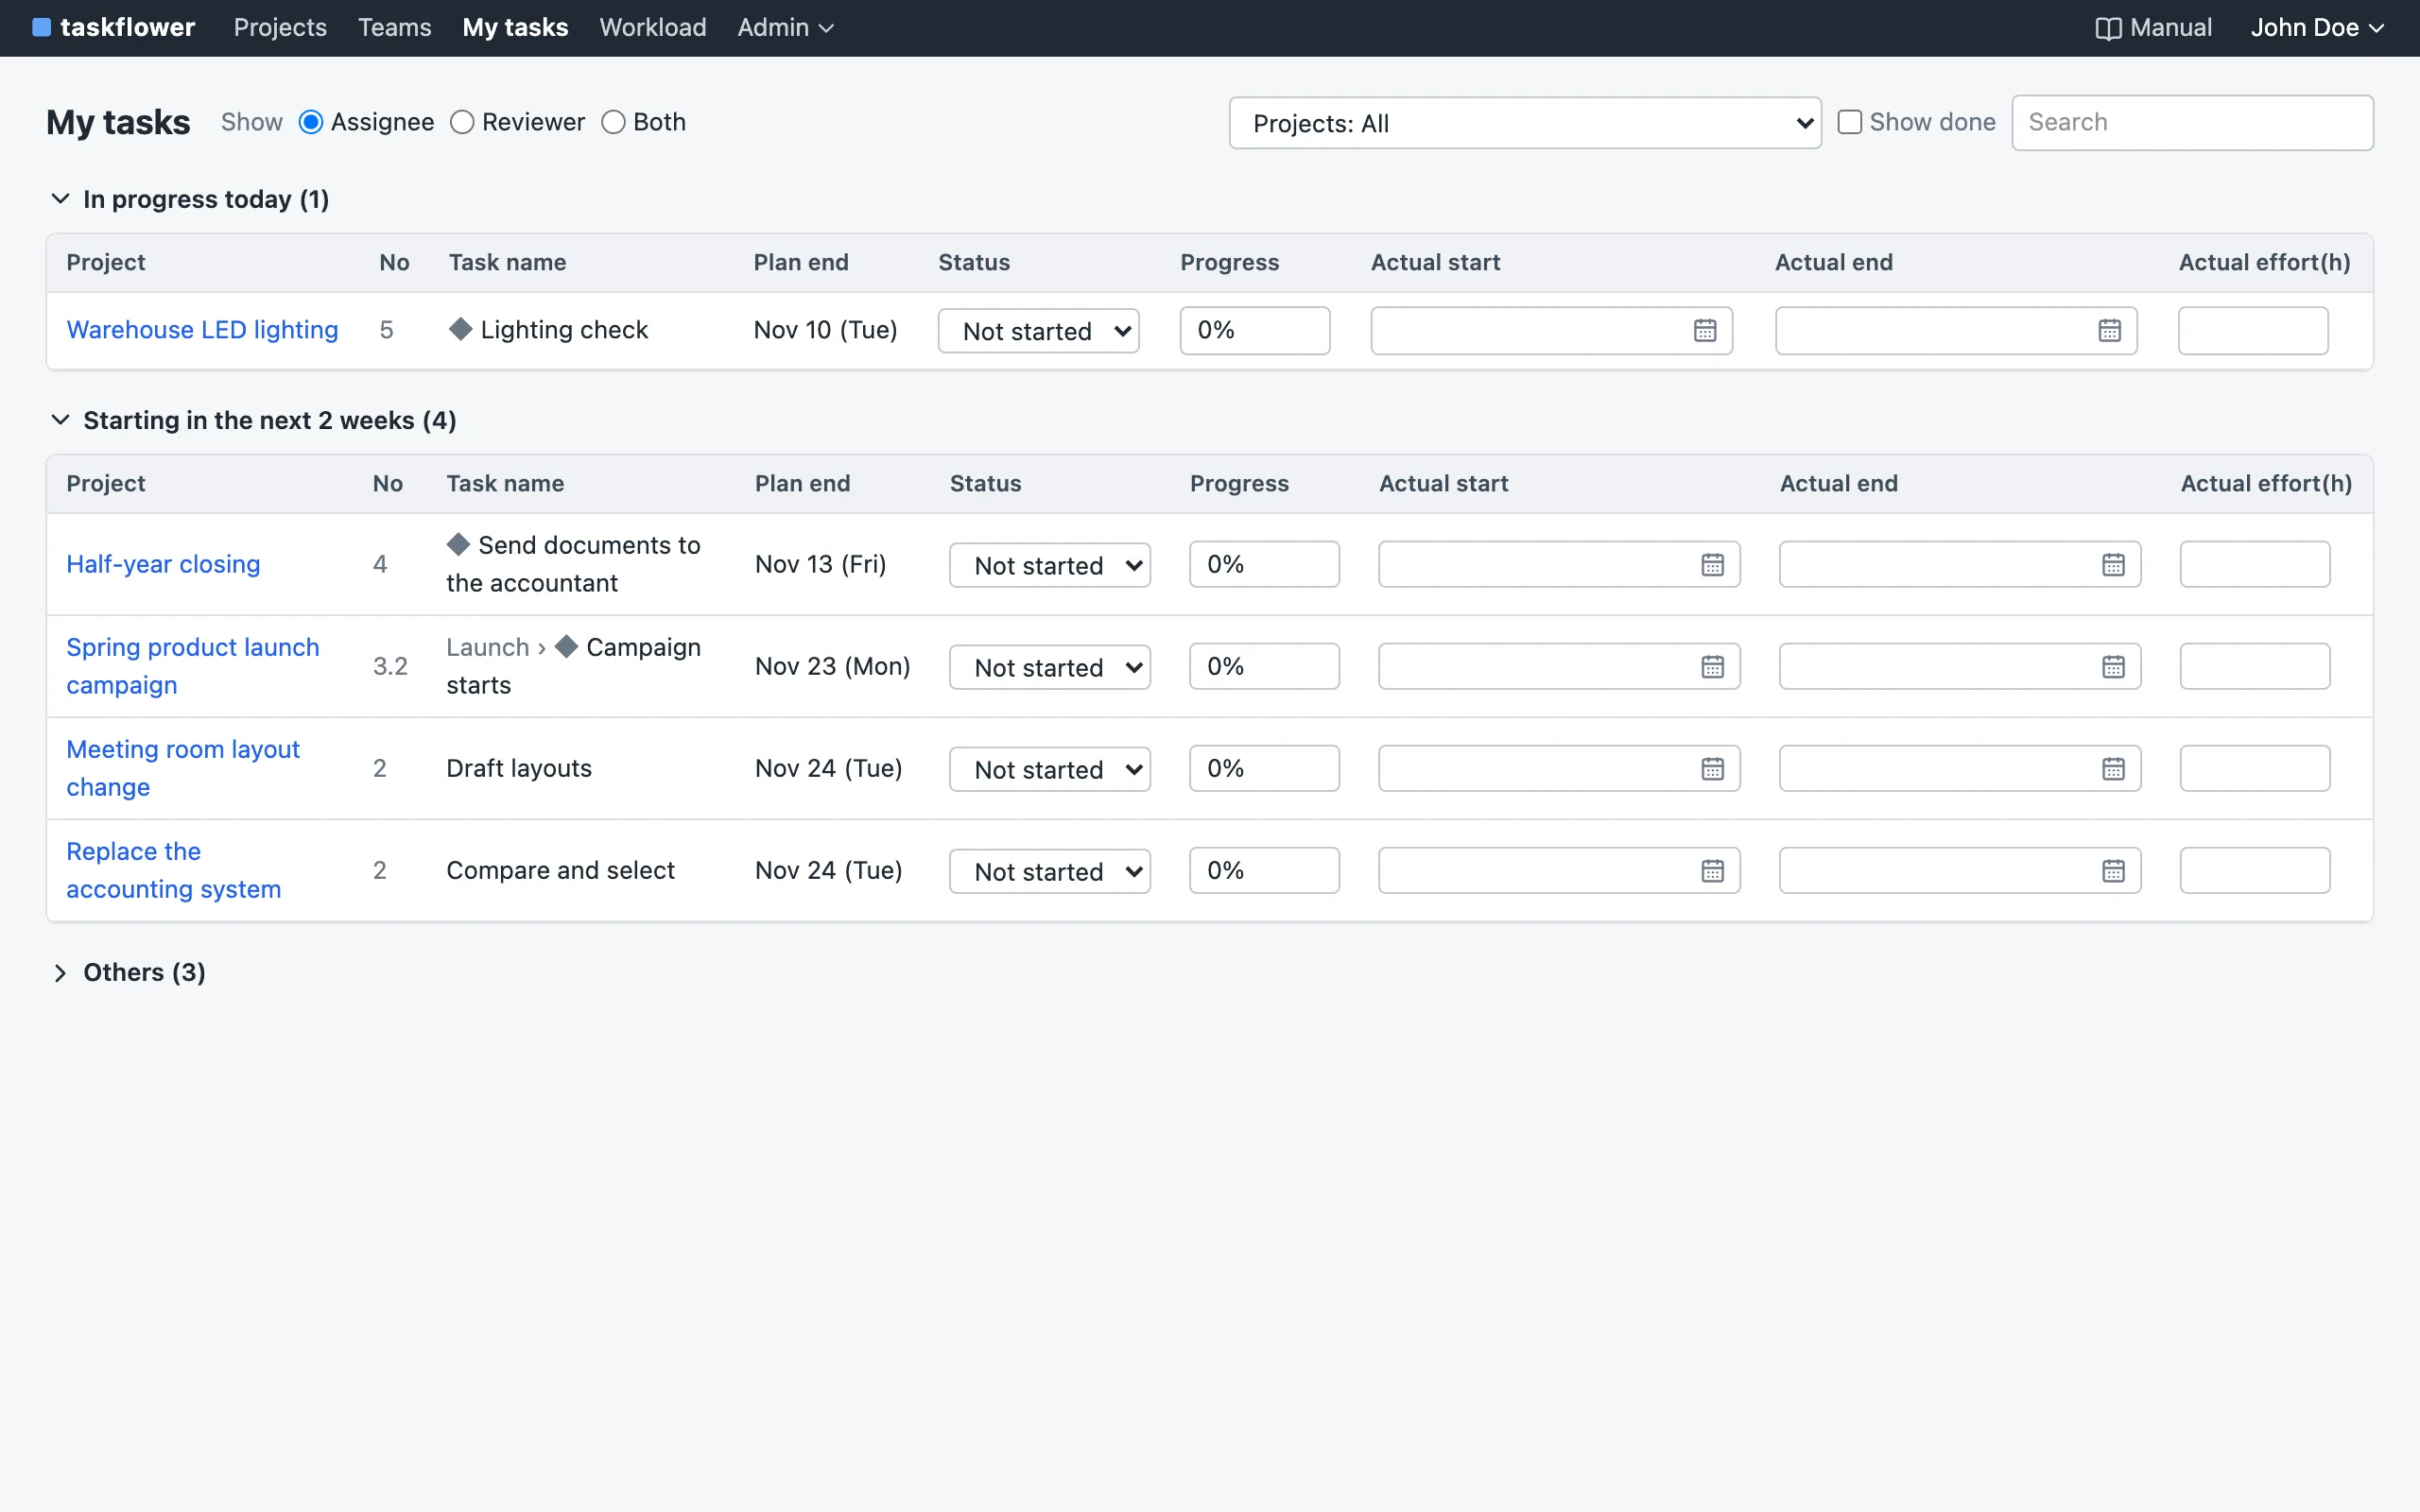 taskflower Projects Teams My tasks Workload Admin Manual John Doe
My tasks Show Assignee Reviewer Both Projects: All Show done Search
In progress today (1)
Project No Task name Plan end Status Progress Actual start Actual end Actual effort(h)
Warehouse LED lighting 5 Lighting check Nov 10 (Tue) Not started 0%
Starting in the next 2 weeks (4)
Project No Task name Plan end Status Progress Actual start Actual end Actual effort(h)
Half-year closing 4 Send documents to the accountant Nov 13 (Fri) Not started 0%
Spring product launch campaign 3.2 Launch › Campaign starts Nov 23 (Mon) Not started 0%
Meeting room layout change 2 Draft layouts Nov 24 (Tue) Not started 0%
Replace the accounting system 2 Compare and select Nov 24 (Tue) Not started 0%
Others (3)